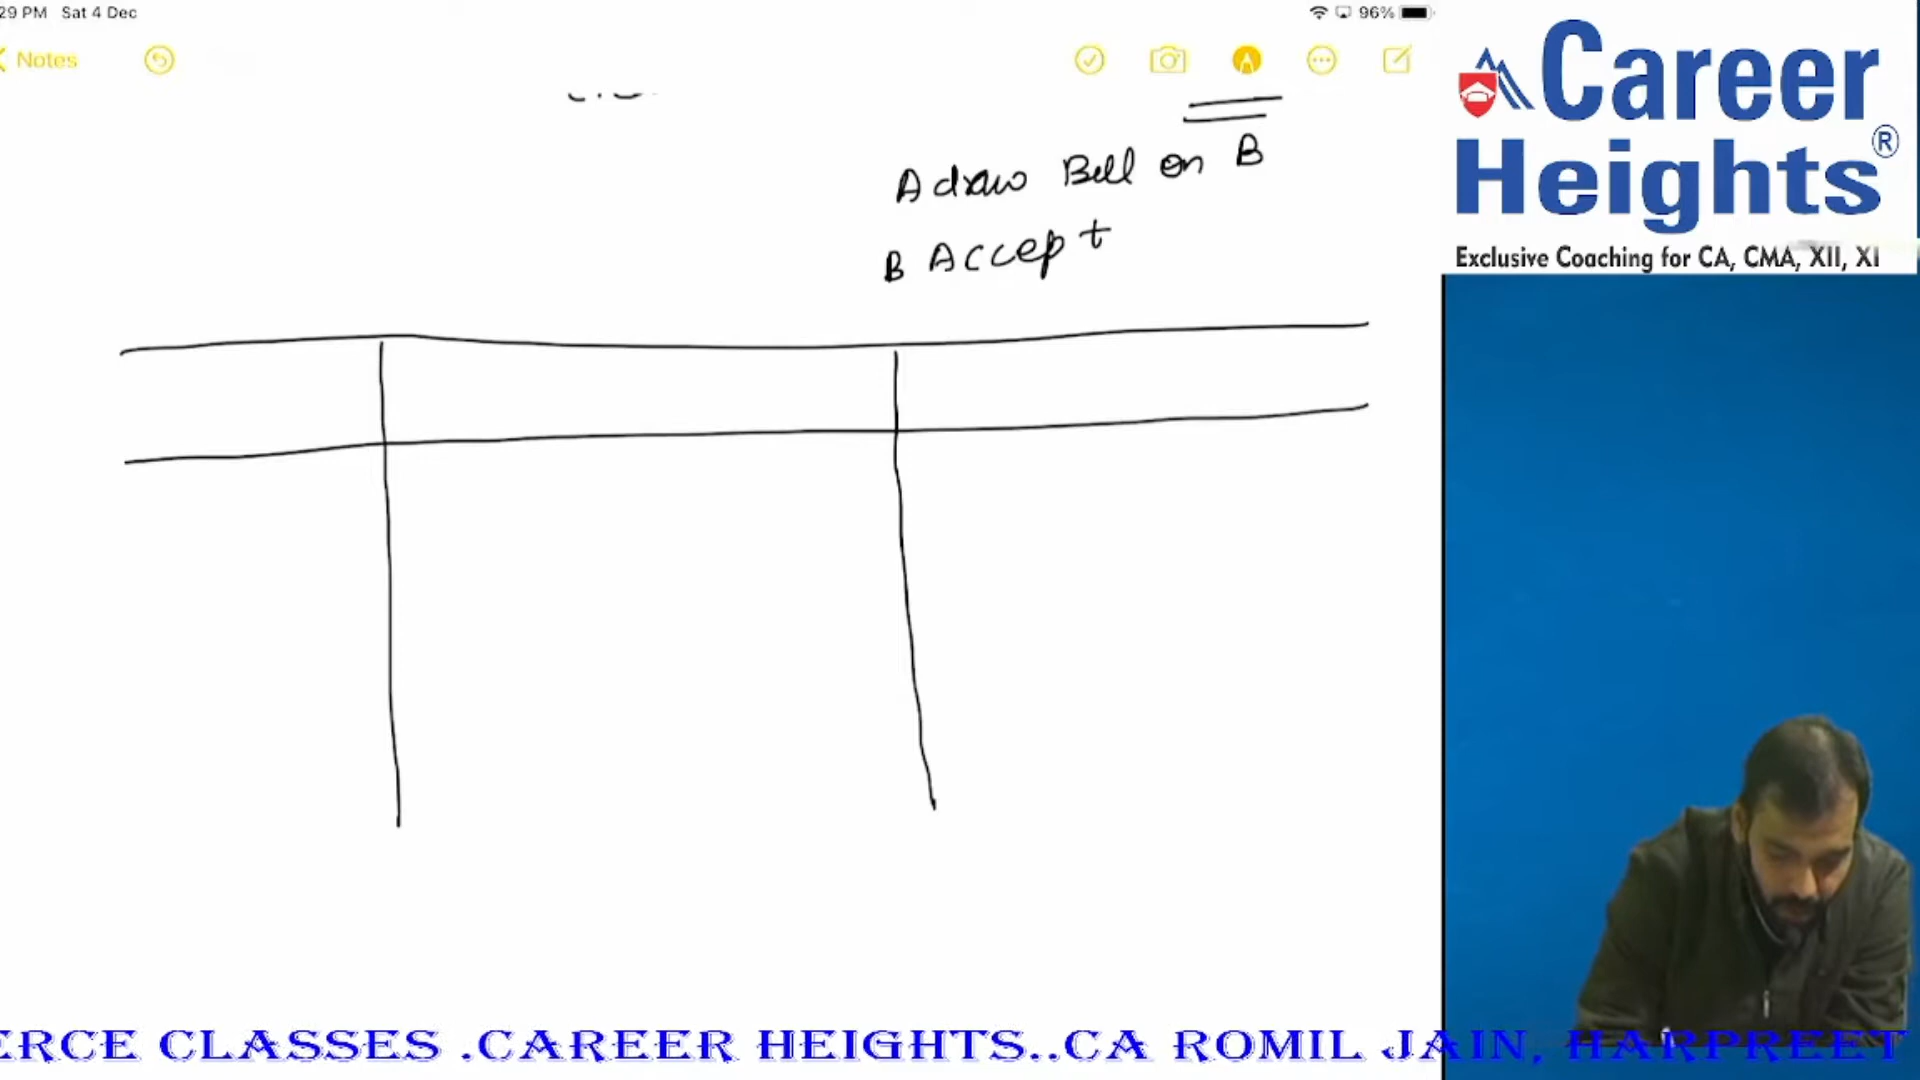 29 PM Sat 4 Dec
96%
Notes
A draw Bill on B
B Accept
Career
Heights®
Exclusive Coaching for CA, CMA, XII, XI
ERCE CLASSES .CAREER HEIGHTS..CA ROMIL JAIN, HARPREET